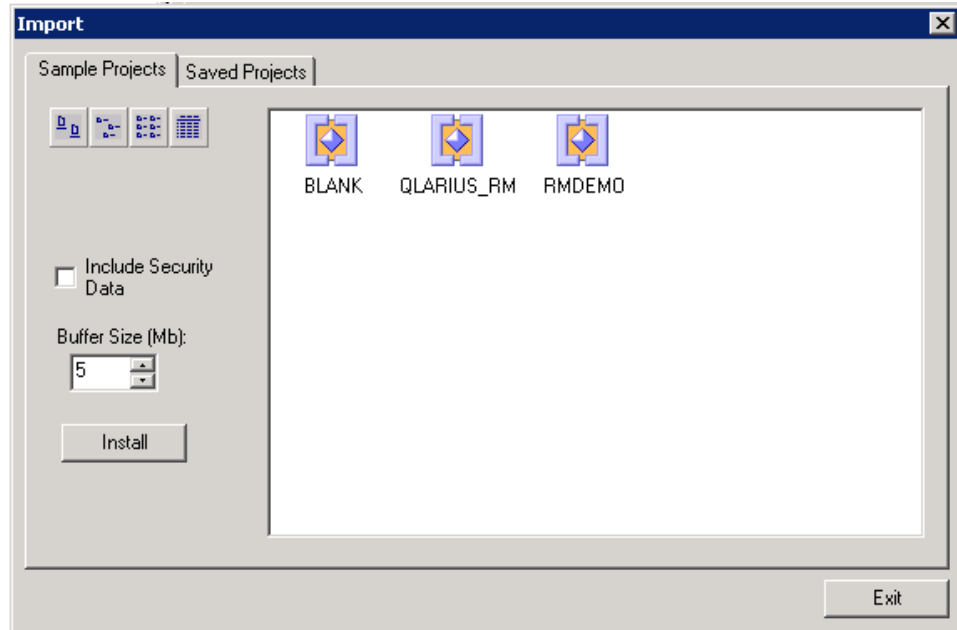 Import
Sample Projects
Saved Projects
BLANK
QLARIUS_RM
RMDEMO
Include Security
Data
Buffer Size (Mb):
5
Install
Exit